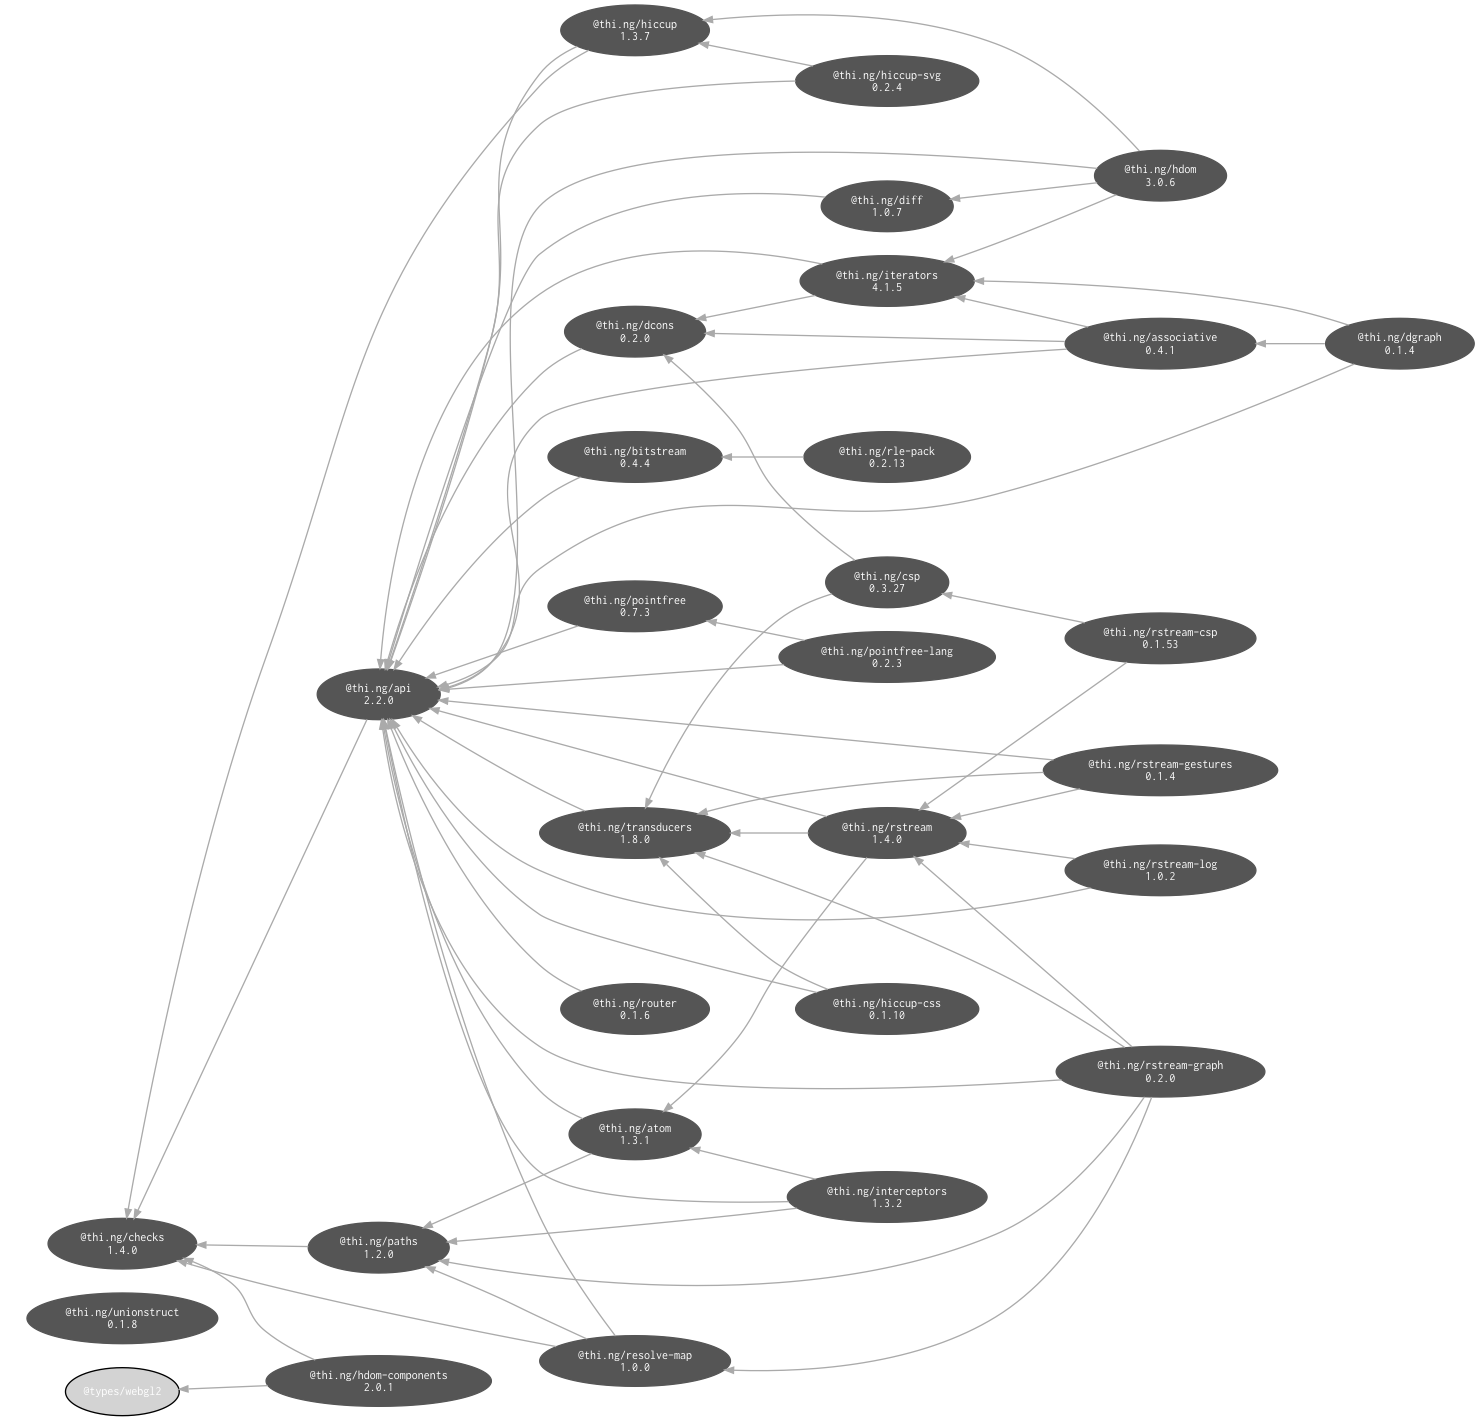 @thi.ng/hiccup
1.3.7
@thi.ng/hiccup-svg
0.2.4
@thi.ng/hdom
3.0.6
@thi.ng/diff
1.0.7
@thi.ng/iterators
4.1.5
@thi.ng/dcons
0.2.0
@thi.ng/associative
0.4.1
@thi.ng/dgraph
0.1.4
@thi.ng/bitstream
0.4.4
@thi.ng/rle-pack
0.2.13
@thi.ng/csp
0.3.27
@thi.ng/pointfree
0.7.3
@thi.ng/rstream-csp
0.1.53
@thi.ng/pointfree-lang
0.2.3
@thi.ng/api
2.2.0
@thi.ng/rstream-gestures
0.1.4
@thi.ng/transducers
1.8.0
@thi.ng/rstream
1.4.0
@thi.ng/rstream-log
1.0.2
@thi.ng/router
0.1.6
@thi.ng/hiccup-css
0.1.10
@thi.ng/rstream-graph
0.2.0
@thi.ng/atom
1.3.1
@thi.ng/interceptors
1.3.2
@thi.ng/checks
1.4.0
@thi.ng/paths
1.2.0
@thi.ng/unionstruct
0.1.8
@thi.ng/resolve-map
1.0.0
@thi.ng/hdom-components
2.0.1
@types/webgl2